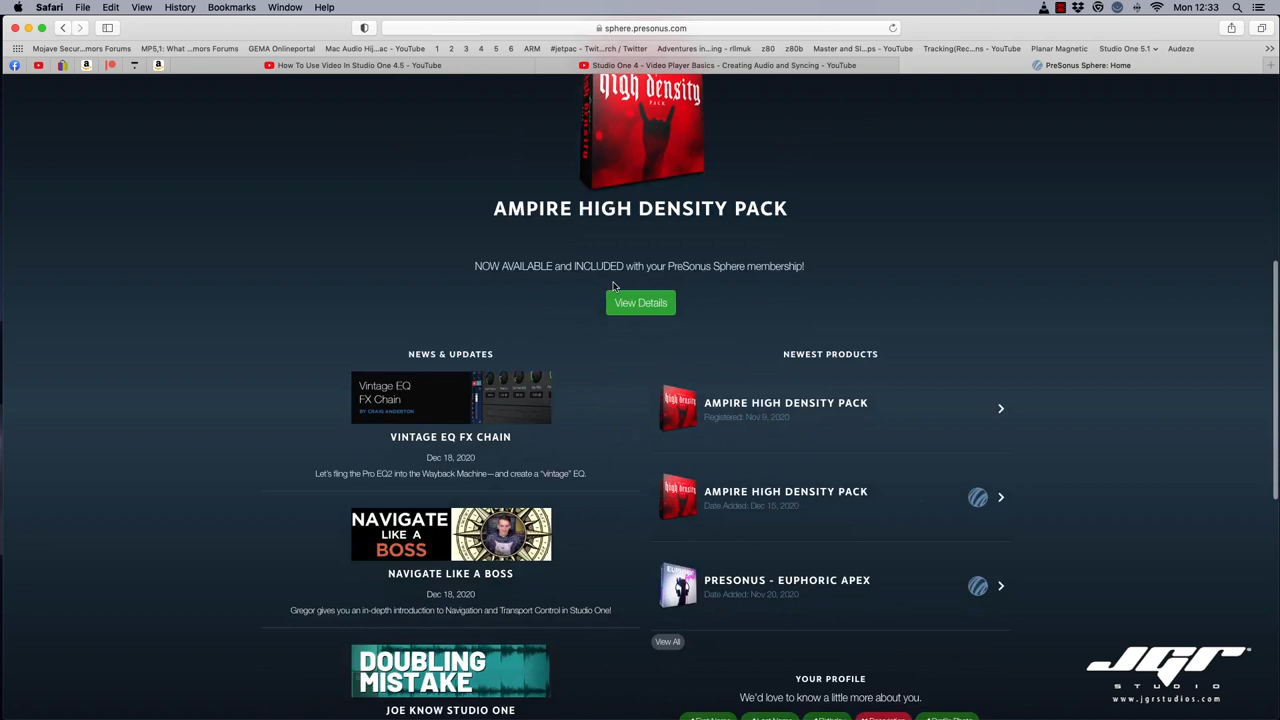 Safari File Edit View History Bookmarks Window Help
Mon 12:33
sphere.presonus.com
Mojave Secur...mors Forums MP5,1: What ...mors Forums GEMA Onlineportal Mac Audio Hij...ac - YouTube 1 2 3 4 5 6 ARM #jetpac - Twit...rch / Twitter Adventures in...eng - rllmuk z80 z80b Master and Sl...ps - YouTube Tracking(Rec...ns - YouTube Planar Magnetic Studio One 5.1 Audeze
How To Use Video In Studio One 4.5 - YouTube Studio One 4 - Video Player Basics - Creating Audio and Syncing - YouTube PreSonus Sphere: Home
high density
PACK
AMPIRE HIGH DENSITY PACK
NOW AVAILABLE and INCLUDED with your PreSonus Sphere membership!
View Details
NEWS & UPDATES
Vintage EQ
FX Chain
BY CRAIG ANDERTON
VINTAGE EQ FX CHAIN
Dec 18, 2020
Let's fling the Pro EQ2 into the Wayback Machine—and create a "vintage" EQ.
NAVIGATE
LIKE A
BOSS
NAVIGATE LIKE A BOSS
Dec 18, 2020
Gregor gives you an in-depth introduction to Navigation and Transport Control in Studio One!
DOUBLING
MISTAKE
JOE KNOW STUDIO ONE
NEWEST PRODUCTS
AMPIRE HIGH DENSITY PACK
Registered: Nov 9, 2020
AMPIRE HIGH DENSITY PACK
Date Added: Dec 15, 2020
PRESONUS - EUPHORIC APEX
Date Added: Nov 20, 2020
View All
YOUR PROFILE
We'd love to know a little more about you.
JGR
STUDIO
www.jgrstudios.com